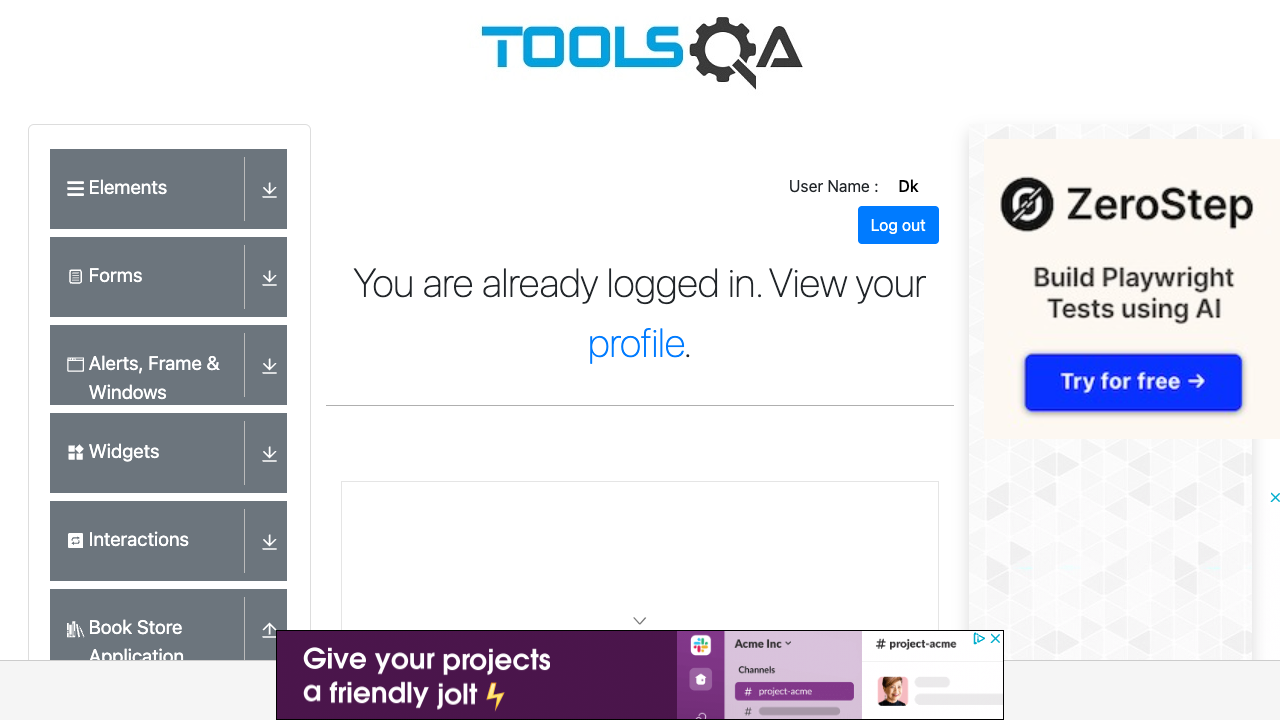 TOOLSQA
Elements
Forms
Alerts, Frame &
Windows
Widgets
Interactions
Book Store
Application
User Name :
Dk
Log out
You are already logged in. View your
profile.
ZeroStep
Build Playwright
Tests using AI
Try for free →
Give your projects
a friendly jolt
Acme Inc
Channels
# project-acme
#
# project-acme